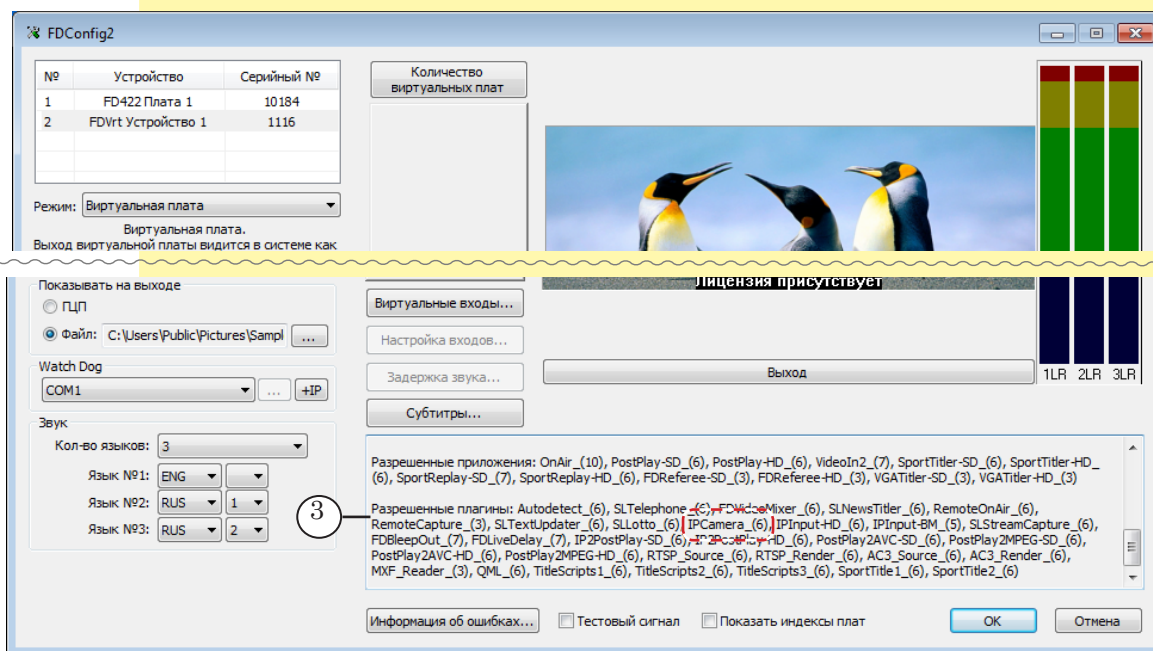 FDConfig2
№ Устройство Серийный №
1 FD422 Плата 1 10184
2 FDVrt Устройство 1 1116
Режим: Виртуальная плата
Виртуальная плата.
Выход виртуальной платы видится в системе как
Количество
виртуальных плат
Лицензия присутствует
Показывать на выходе
ГЦП
Файл: C:\Users\Public\Pictures\Sampl ...
Watch Dog
COM1 ... +IP
Звук
Кол-во языков: 3
Язык №1: ENG
Язык №2: RUS 1
Язык №3: RUS 2
Виртуальные входы...
Настройка входов...
Задержка звука...
Субтитры...
Выход
1LR 2LR 3LR
3
Разрешенные приложения: OnAir_(10), PostPlay-SD_(6), PostPlay-HD_(6), VideoIn2_(7), SportTitler-SD_(6), SportTitler-HD_
(6), SportReplay-SD_(7), SportReplay-HD_(6), FDReferee-SD_(3), FDReferee-HD_(3), VGATitler-SD_(3), VGATitler-HD_(3)
Разрешенные плагины: Autodetect_(6), SLTelephone_(6), FDVideoMixer_(6), SLNewsTitler_(6), RemoteOnAir_(6),
RemoteCapture_(3), SLTextUpdater_(6), SLLotto_(6), IPCamera_(6), IPInput-HD_(6), IPInput-BM_(5), SLStreamCapture_(6),
FDBleepOut_(7), FDLiveDelay_(7), IP2PostPlay-SD_(6), IP2PostPlay-HD_(6), PostPlay2AVC-SD_(6), PostPlay2MPEG-SD_(6),
PostPlay2AVC-HD_(6), PostPlay2MPEG-HD_(6), RTSP_Source_(6), RTSP_Render_(6), AC3_Source_(6), AC3_Render_(6),
MXF_Reader_(3), QML_(6), TitleScripts1_(6), TitleScripts2_(6), TitleScripts3_(6), SportTitle1_(6), SportTitle2_(6)
Информация об ошибках... Тестовый сигнал Показать индексы плат OK Отмена